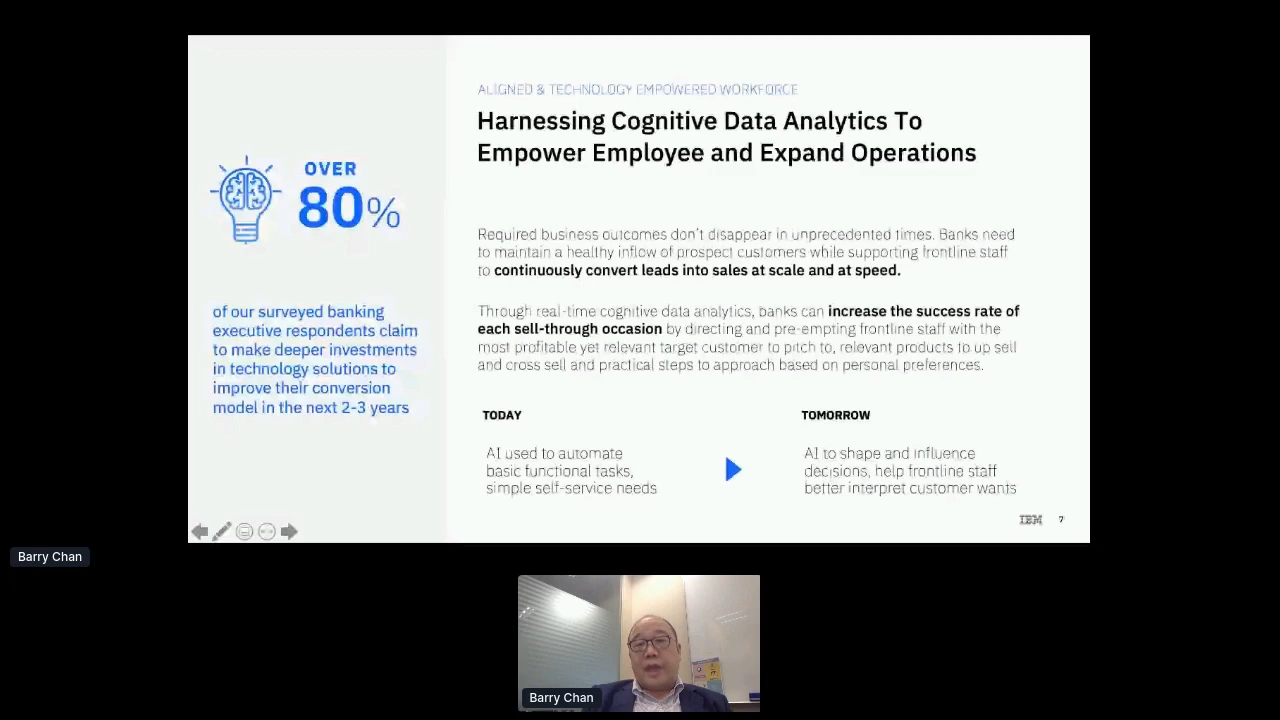 ALIGNED & TECHNOLOGY EMPOWERED WORKFORCE
Harnessing Cognitive Data Analytics To
Empower Employee and Expand Operations
OVER
80%
of our surveyed banking
executive respondents claim
to make deeper investments
in technology solutions to
improve their conversion
model in the next 2-3 years
Required business outcomes don't disappear in unprecedented times. Banks need
to maintain a healthy inflow of prospect customers while supporting frontline staff
to continuously convert leads into sales at scale and at speed.
Through real-time cognitive data analytics, banks can increase the success rate of
each sell-through occasion by directing and pre-empting frontline staff with the
most profitable yet relevant target customer to pitch to, relevant products to up sell
and cross sell and practical steps to approach based on personal preferences.
TODAY
AI used to automate
basic functional tasks,
simple self-service needs
TOMORROW
AI to shape and influence
decisions, help frontline staff
better interpret customer wants
IBM 7
Barry Chan
Barry Chan